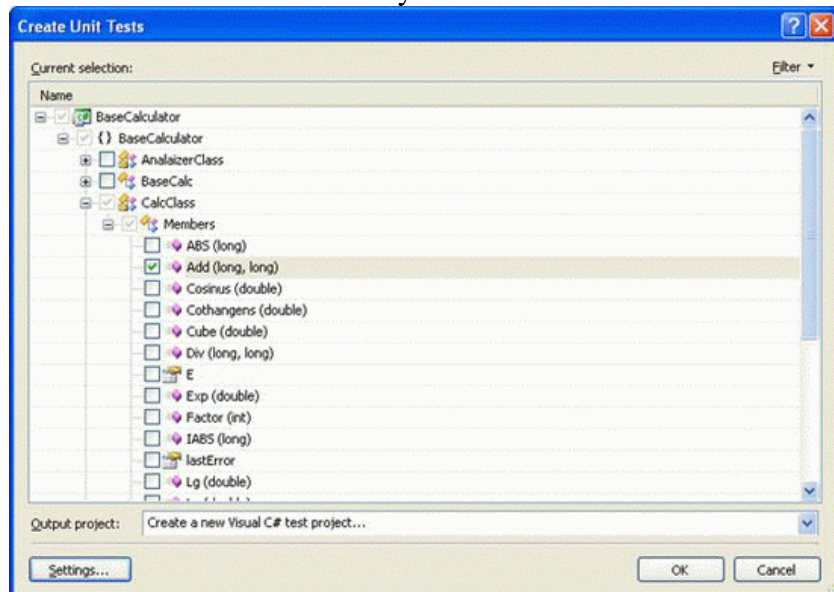 Create Unit Tests
Current selection:
Filter
Name
BaseCalculator
{} BaseCalculator
AnalaizerClass
BaseCalc
CalcClass
Members
ABS (long)
Add (long, long)
Cosinus (double)
Cothangens (double)
Cube (double)
Div (long, long)
E
Exp (double)
Factor (int)
IABS (long)
lastError
Lg (double)
Output project: Create a new Visual C# test project...
Settings... OK Cancel